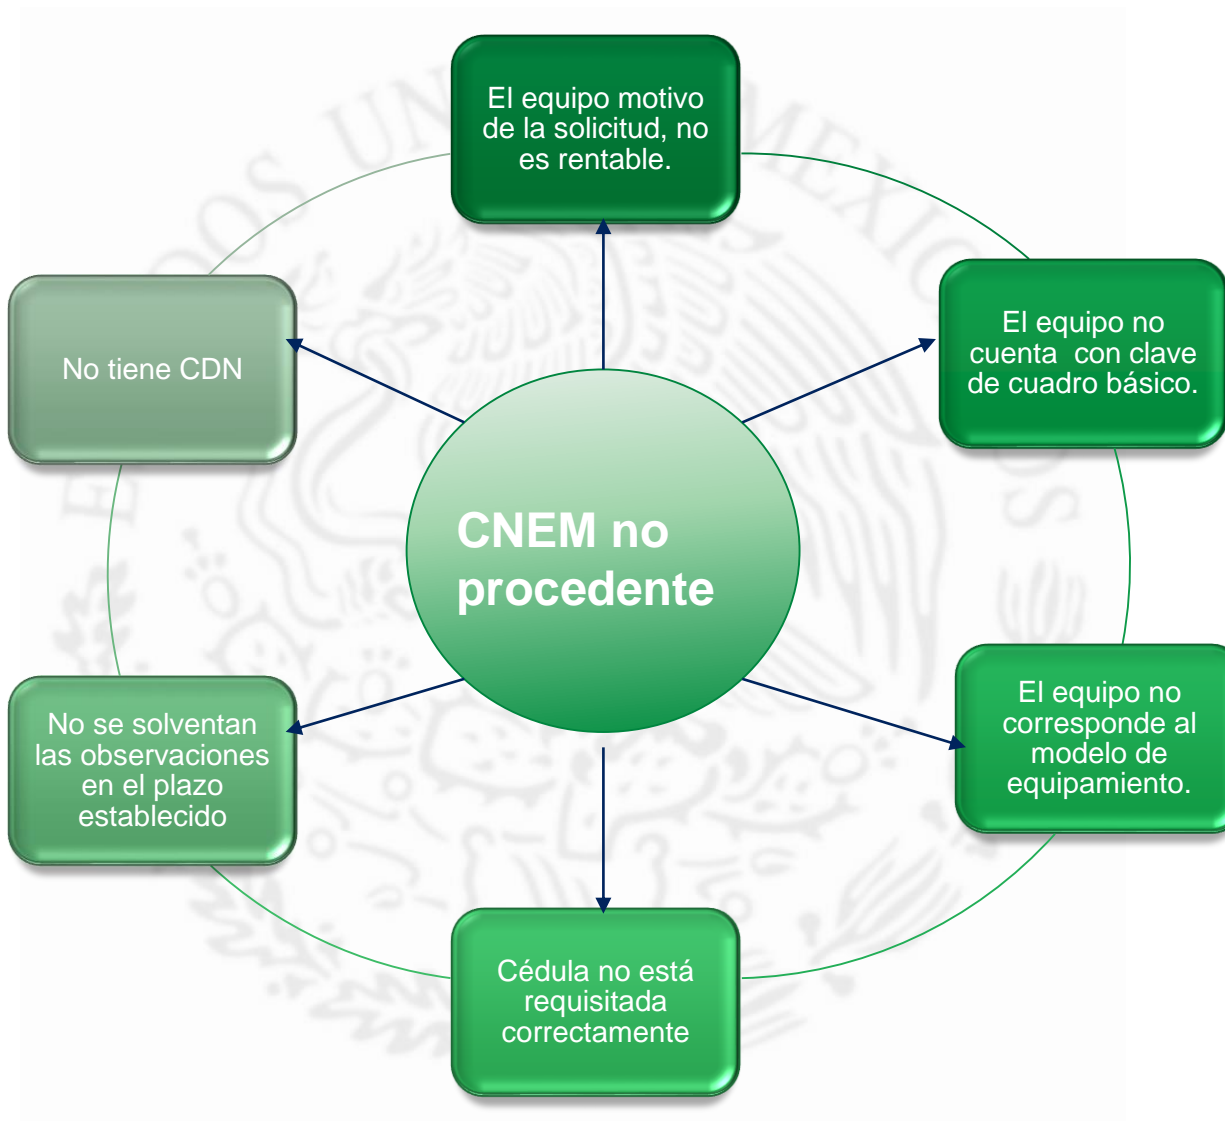 El equipo motivo
de la solicitud, no
es rentable.
El equipo no
cuenta con clave
de cuadro básico.
No tiene CDN
CNEM no
procedente
El equipo no
corresponde al
modelo de
equipamiento.
No se solventan
las observaciones
en el plazo
establecido
Cédula no está
requisitada
correctamente